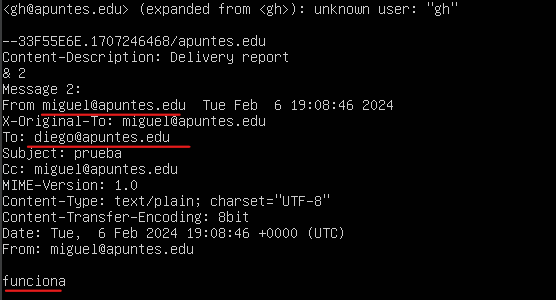 <gh@apuntes.edu> (expanded from <gh>): unknown user: "gh"
--33F55E6E.1707246468/apuntes.edu
Content-Description: Delivery report
& 2
Message 2:
From miguel@apuntes.edu  Tue Feb  6 19:08:46 2024
X-Original-To: miguel@apuntes.edu
To: diego@apuntes.edu
Subject: prueba
Cc: miguel@apuntes.edu
MIME-Version: 1.0
Content-Type: text/plain; charset="UTF-8"
Content-Transfer-Encoding: 8bit
Date: Tue,  6 Feb 2024 19:08:46 +0000 (UTC)
From: miguel@apuntes.edu
funciona